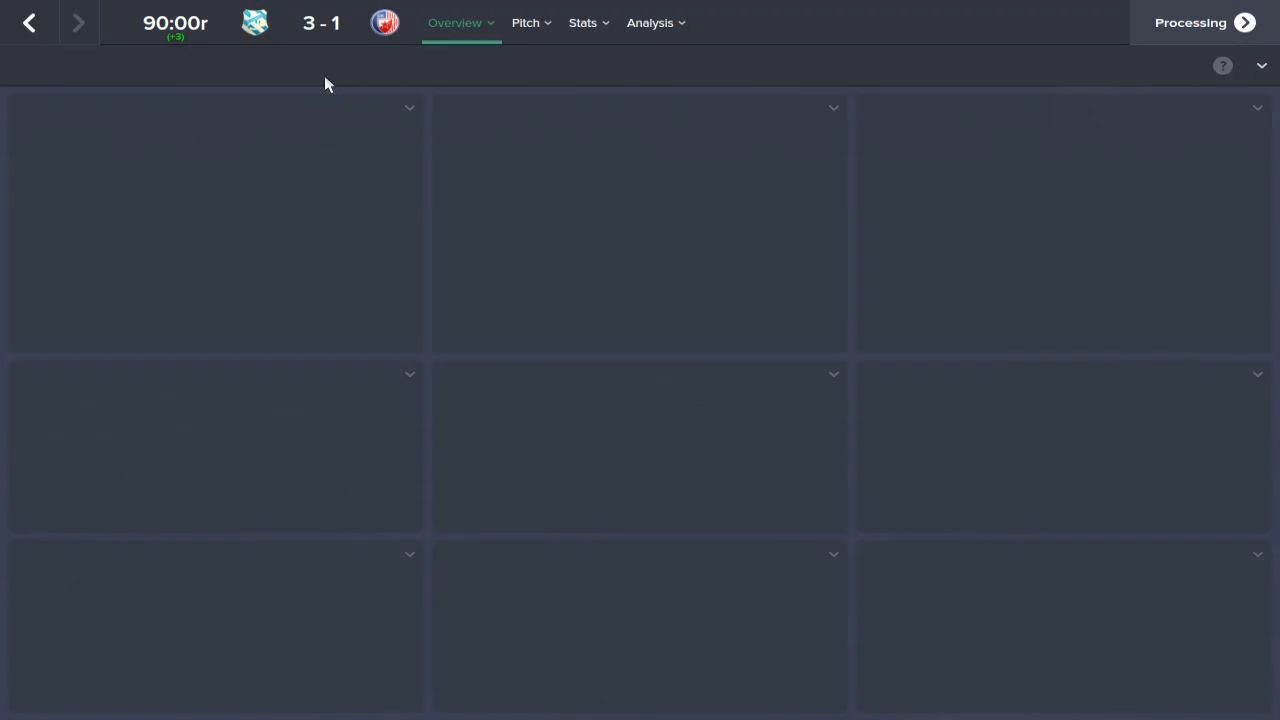 90:00r
(+3)
3 - 1
Overview
Pitch
Stats
Analysis
Processing
?